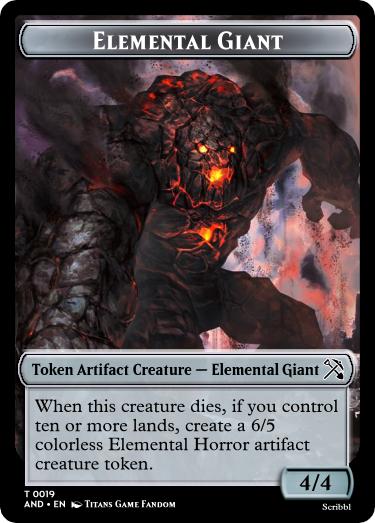 Elemental Giant
Token Artifact Creature — Elemental Giant
When this creature dies, if you control
ten or more lands, create a 6/5
colorless Elemental Horror artifact
creature token.
4/4
T 0019
AND • EN Titans Game Fandom
Scribbl